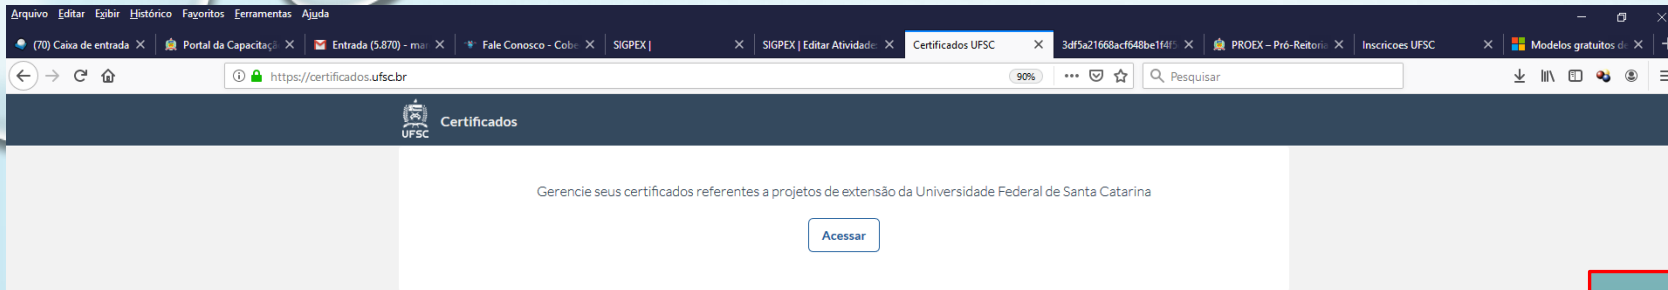 Arquivo Editar Exibir Histórico Favoritos Ferramentas Ajuda
(70) Caixa de entrada Portal da Capacitaçã Entrada (5.870) - mar Fale Conosco - Cobe SIGPEX | SIGPEX | Editar Atividade Certificados UFSC 3df5a21668acf648be1f4f5 PROEX – Pró-Reitoria Inscricoes UFSC Modelos gratuitos de
https://certificados.ufsc.br 90% Pesquisar
UFSC Certificados
Gerencie seus certificados referentes a projetos de extensão da Universidade Federal de Santa Catarina
Acessar